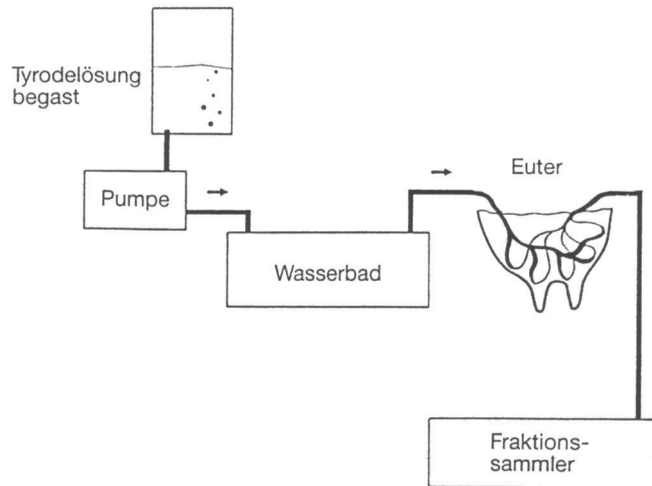 Tyrodelösung
begast
Pumpe
Euter
Wasserbad
Fraktions-
sammler